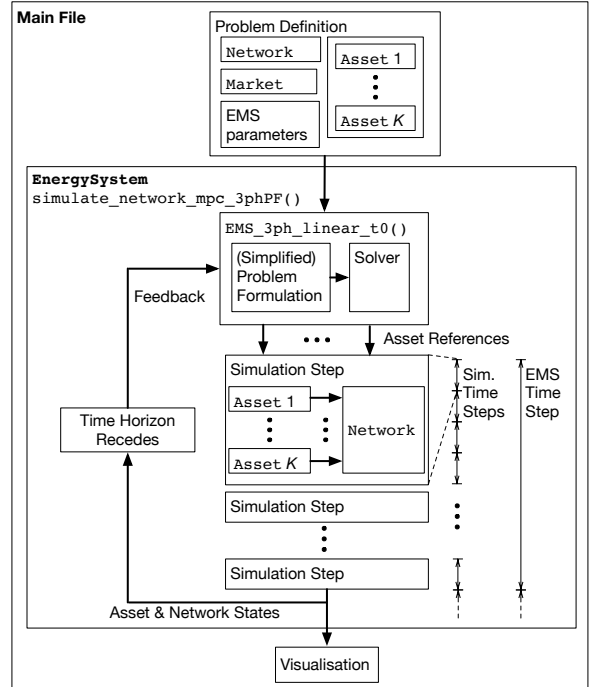 Main File
Problem Definition
Network
Market
EMS
parameters
Asset 1
Asset K
EnergySystem
simulate_network_mpc_3phPF()
EMS_3ph_linear_t0()
(Simplified)
Problem
Formulation
Solver
Feedback
Asset References
Simulation Step
Asset 1
Asset K
Network
Sim.
Time
Steps
EMS
Time
Step
Time Horizon
Recedes
Simulation Step
Simulation Step
Asset & Network States
Visualisation